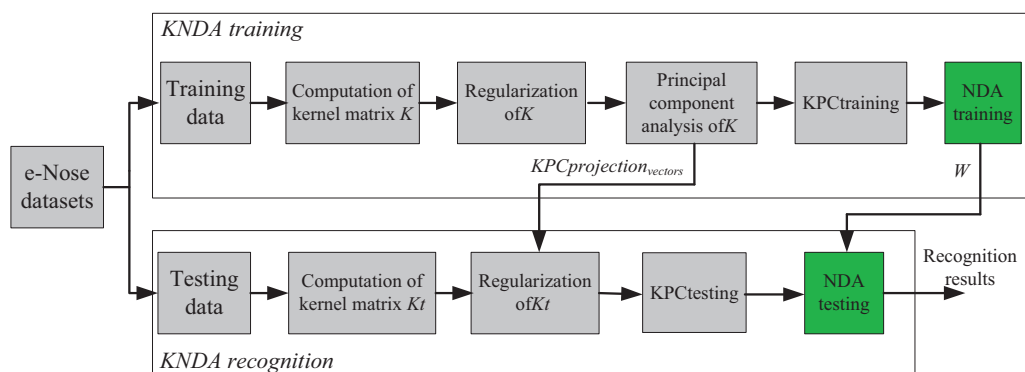 KNDA training
Training
data
Computation of
kernel matrix K
Regularization
ofK
Principal
component
analysis ofK
KPCtraining
NDA
training
e-Nose
datasets
KPCprojectionvectors
W
Testing
data
Computation of
kernel matrix Kt
Regularization
ofKt
KPCtesting
NDA
testing
Recognition
results
KNDA recognition